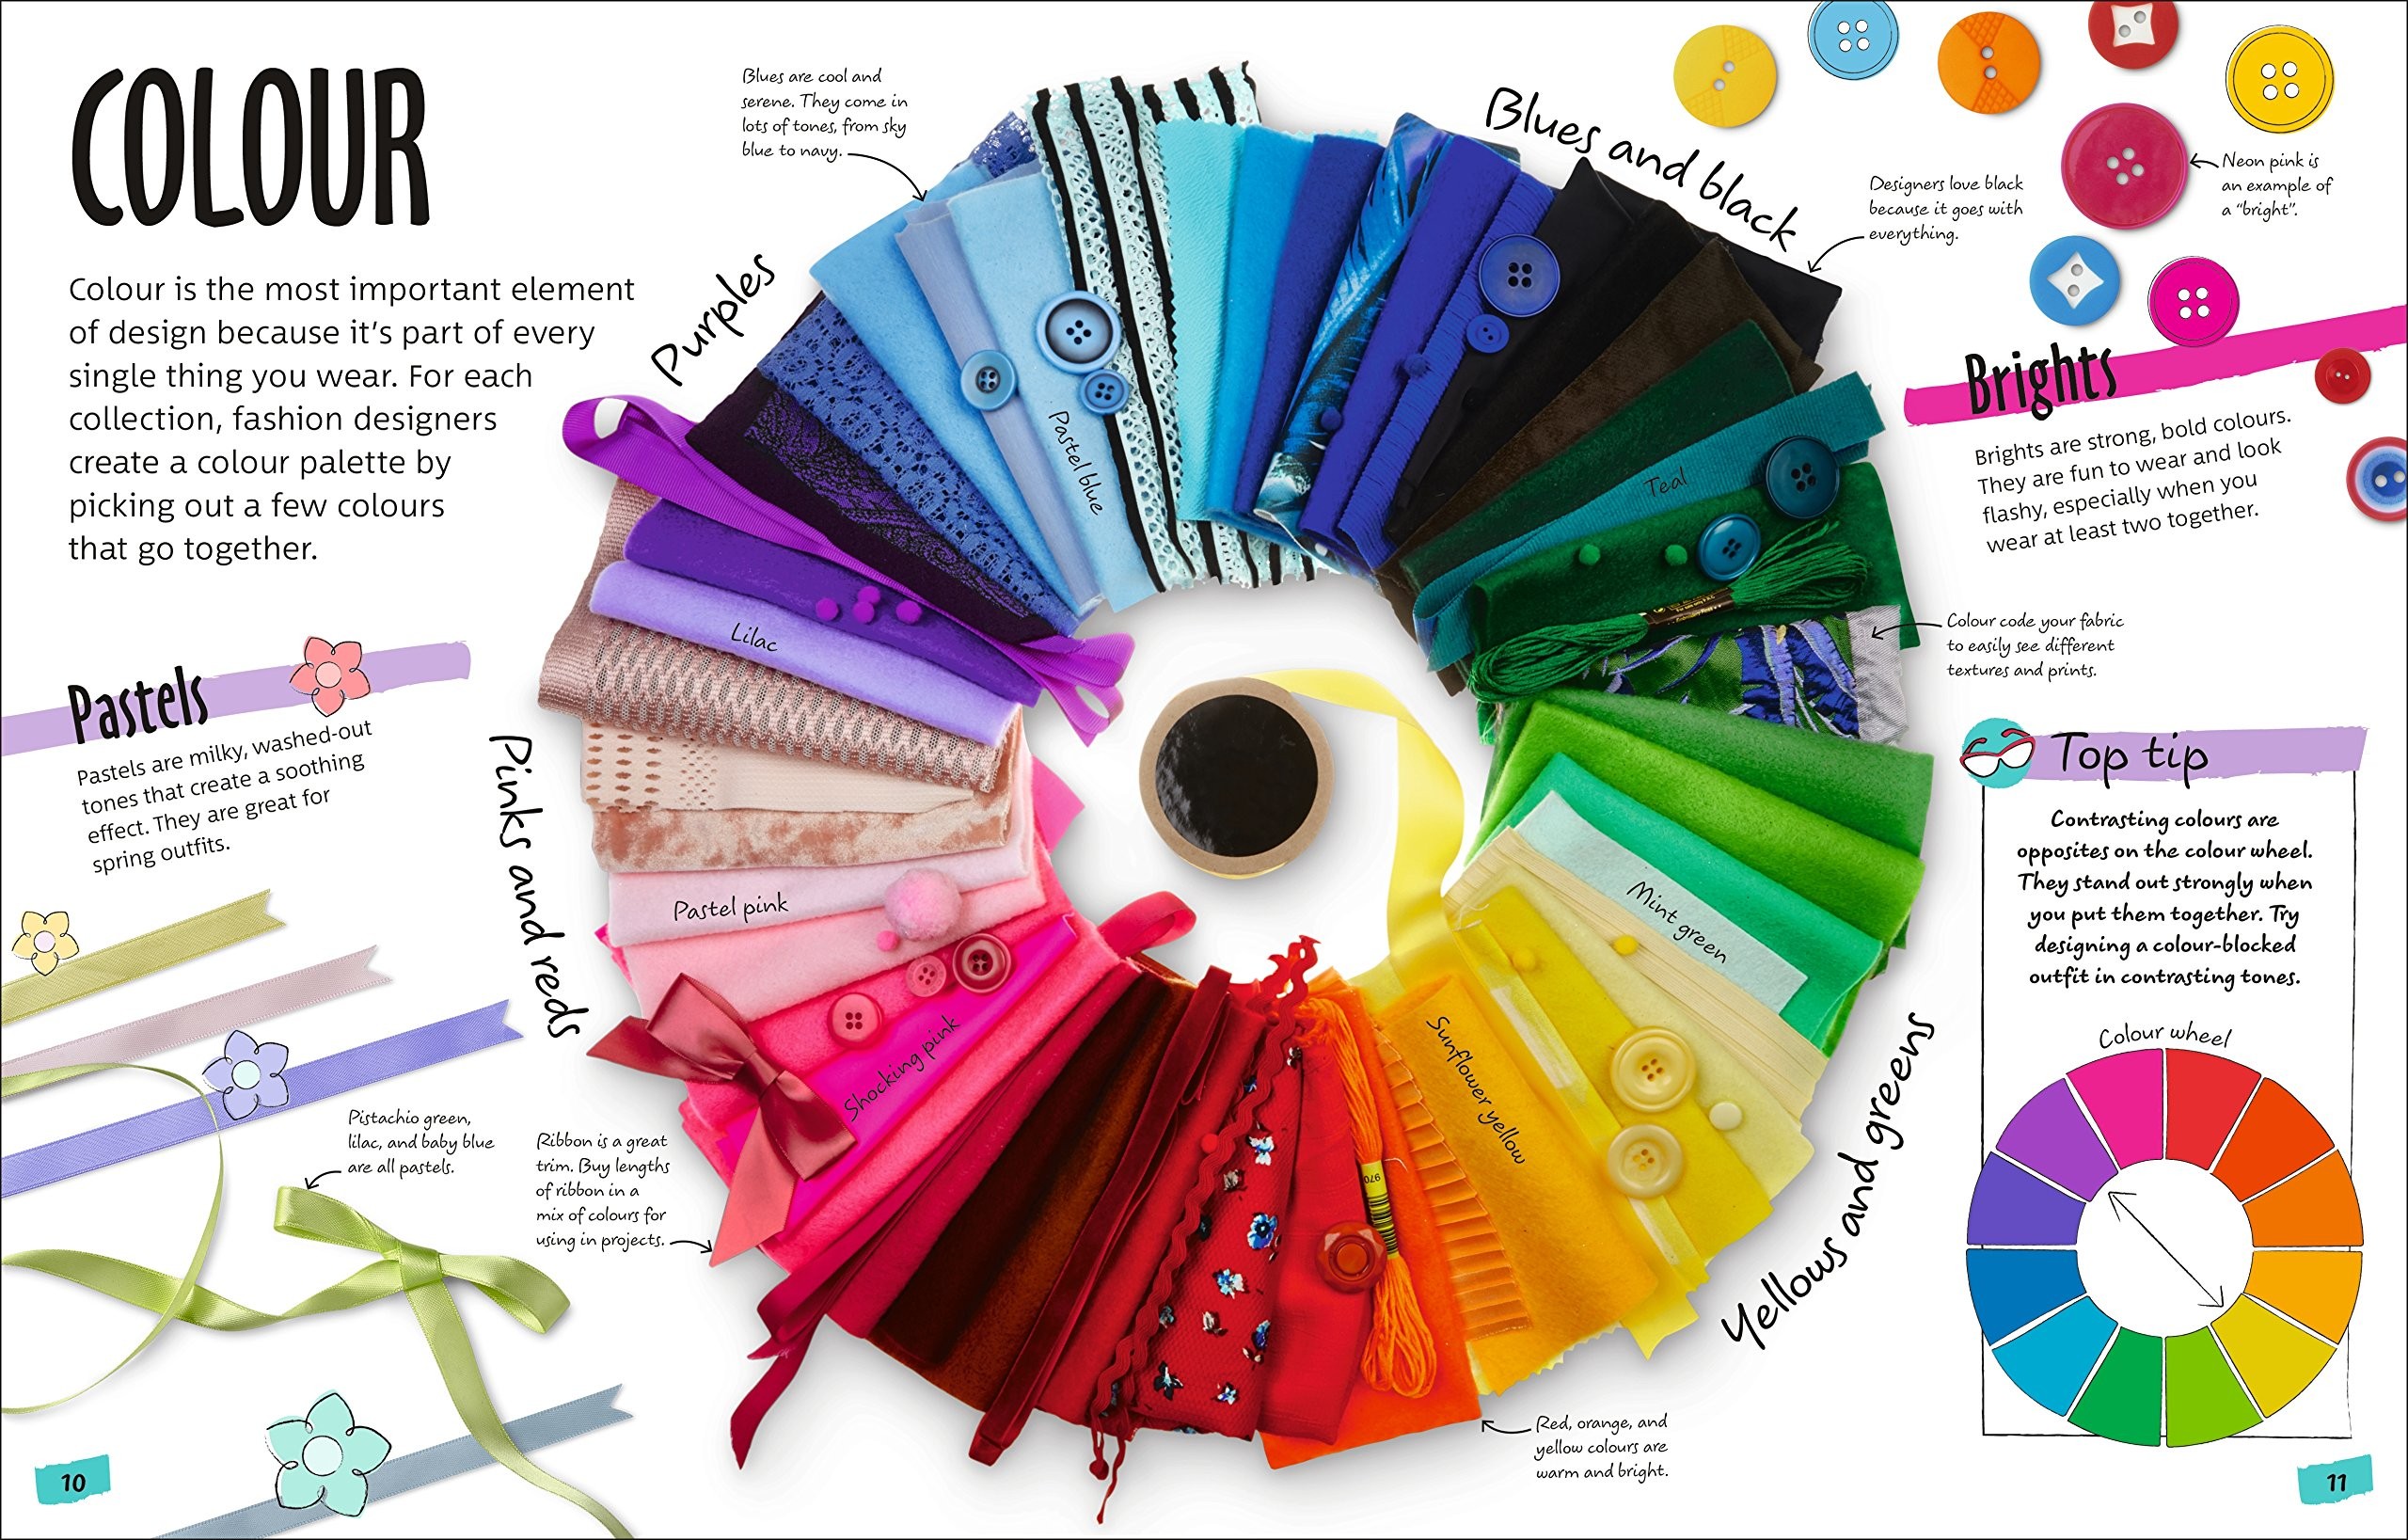 COLOUR
Colour is the most important element
of design because it's part of every
single thing you wear. For each
collection, fashion designers
create a colour palette by
picking out a few colours
that go together.
Pastels
Pastels are milky, washed-out
tones that create a soothing
effect. They are great for
spring outfits.
Pistachio green,
lilac, and baby blue
are all pastels.
Ribbon is a great
trim. Buy lengths
of ribbon in a
mix of colours for
using in projects.
10
Blues are cool and
serene. They come in
lots of tones, from sky
blue to navy.
Purples
Pinks and reds
Blues and black
Yellows and greens
Pastel blue
Lilac
Pastel pink
Shocking pink
Teal
Mint green
Sunflower yellow
970
Designers love black
because it goes with
everything.
Neon pink is
an example of
a “bright”.
Brights
Brights are strong, bold colours.
They are fun to wear and look
flashy, especially when you
wear at least two together.
Colour code your fabric
to easily see different
textures and prints.
Top tip
Contrasting colours are
opposites on the colour wheel.
They stand out strongly when
you put them together. Try
designing a colour-blocked
outfit in contrasting tones.
Colour wheel
Red, orange, and
yellow colours are
warm and bright.
11